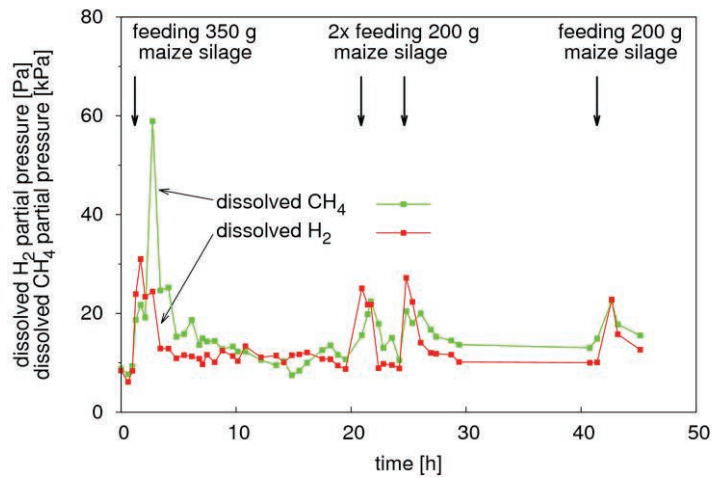 feeding 350 g
maize silage
2x feeding 200 g
maize silage
feeding 200 g
maize silage
dissolved H2 partial pressure [Pa]
dissolved CH4 partial pressure [kPa]
80
60
40
20
0
dissolved CH4
dissolved H2
0 10 20 30 40 50
time [h]